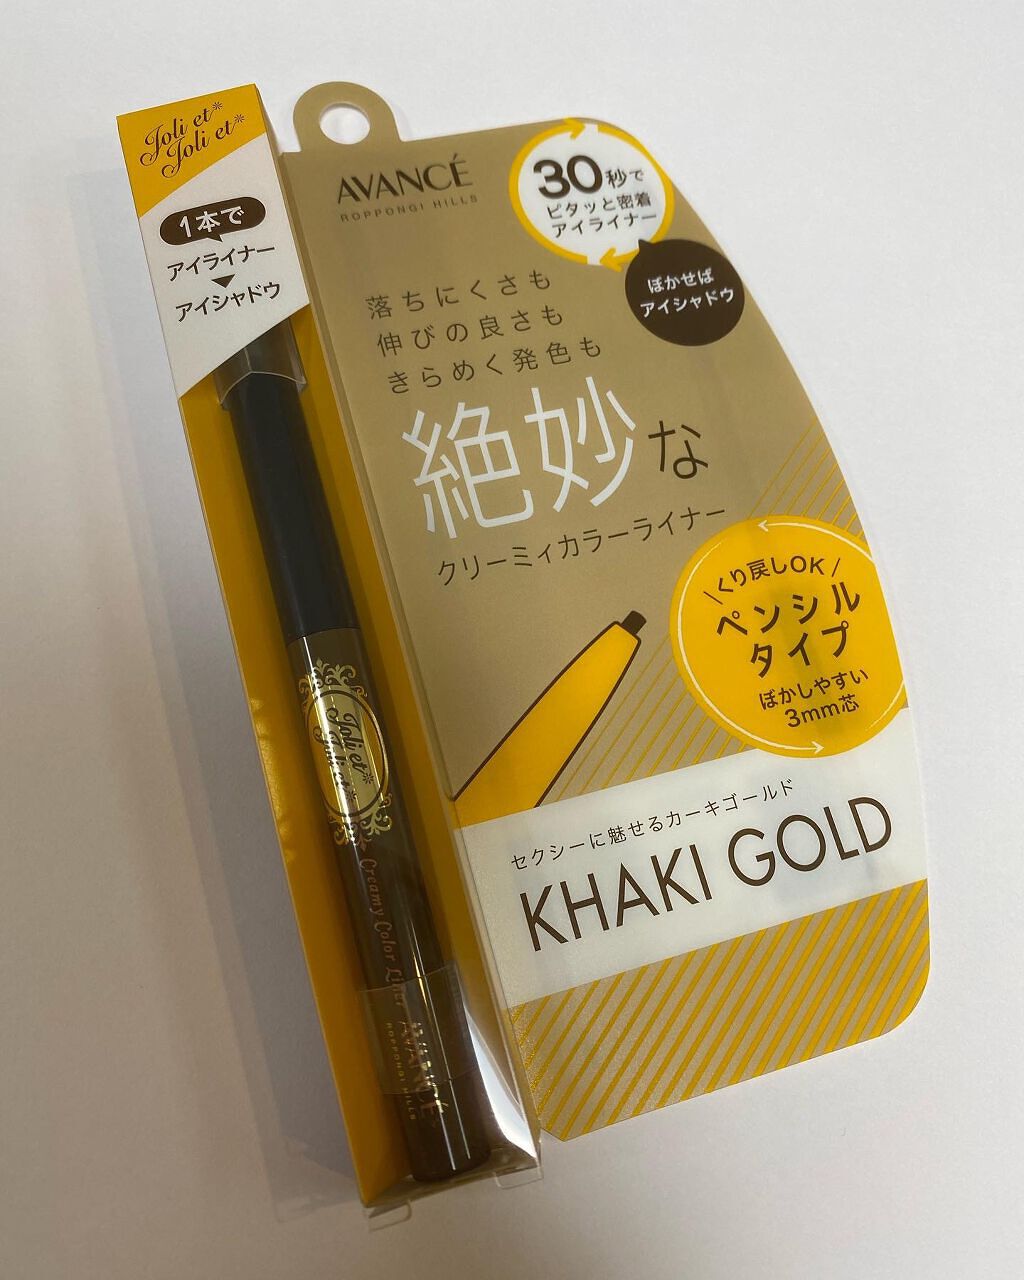 Joli et*
Joli et*
1本で
アイライナー
アイシャドウ
AVANCÉ
ROPPONGI HILLS
30秒で
ピタッと密着
アイライナー
ぼかせば
アイシャドウ
落ちにくさも
伸びの良さも
きらめく発色も
絶妙な
クリーミィカラーライナー
\くり戻しOK/
ペンシル
タイプ
ぼかしやすい
3mm芯
セクシーに魅せるカーキゴールド
KHAKI GOLD
Joli et*
Joli et*
Creamy Color Liner
AVANCÉ
ROPPONGI HILLS